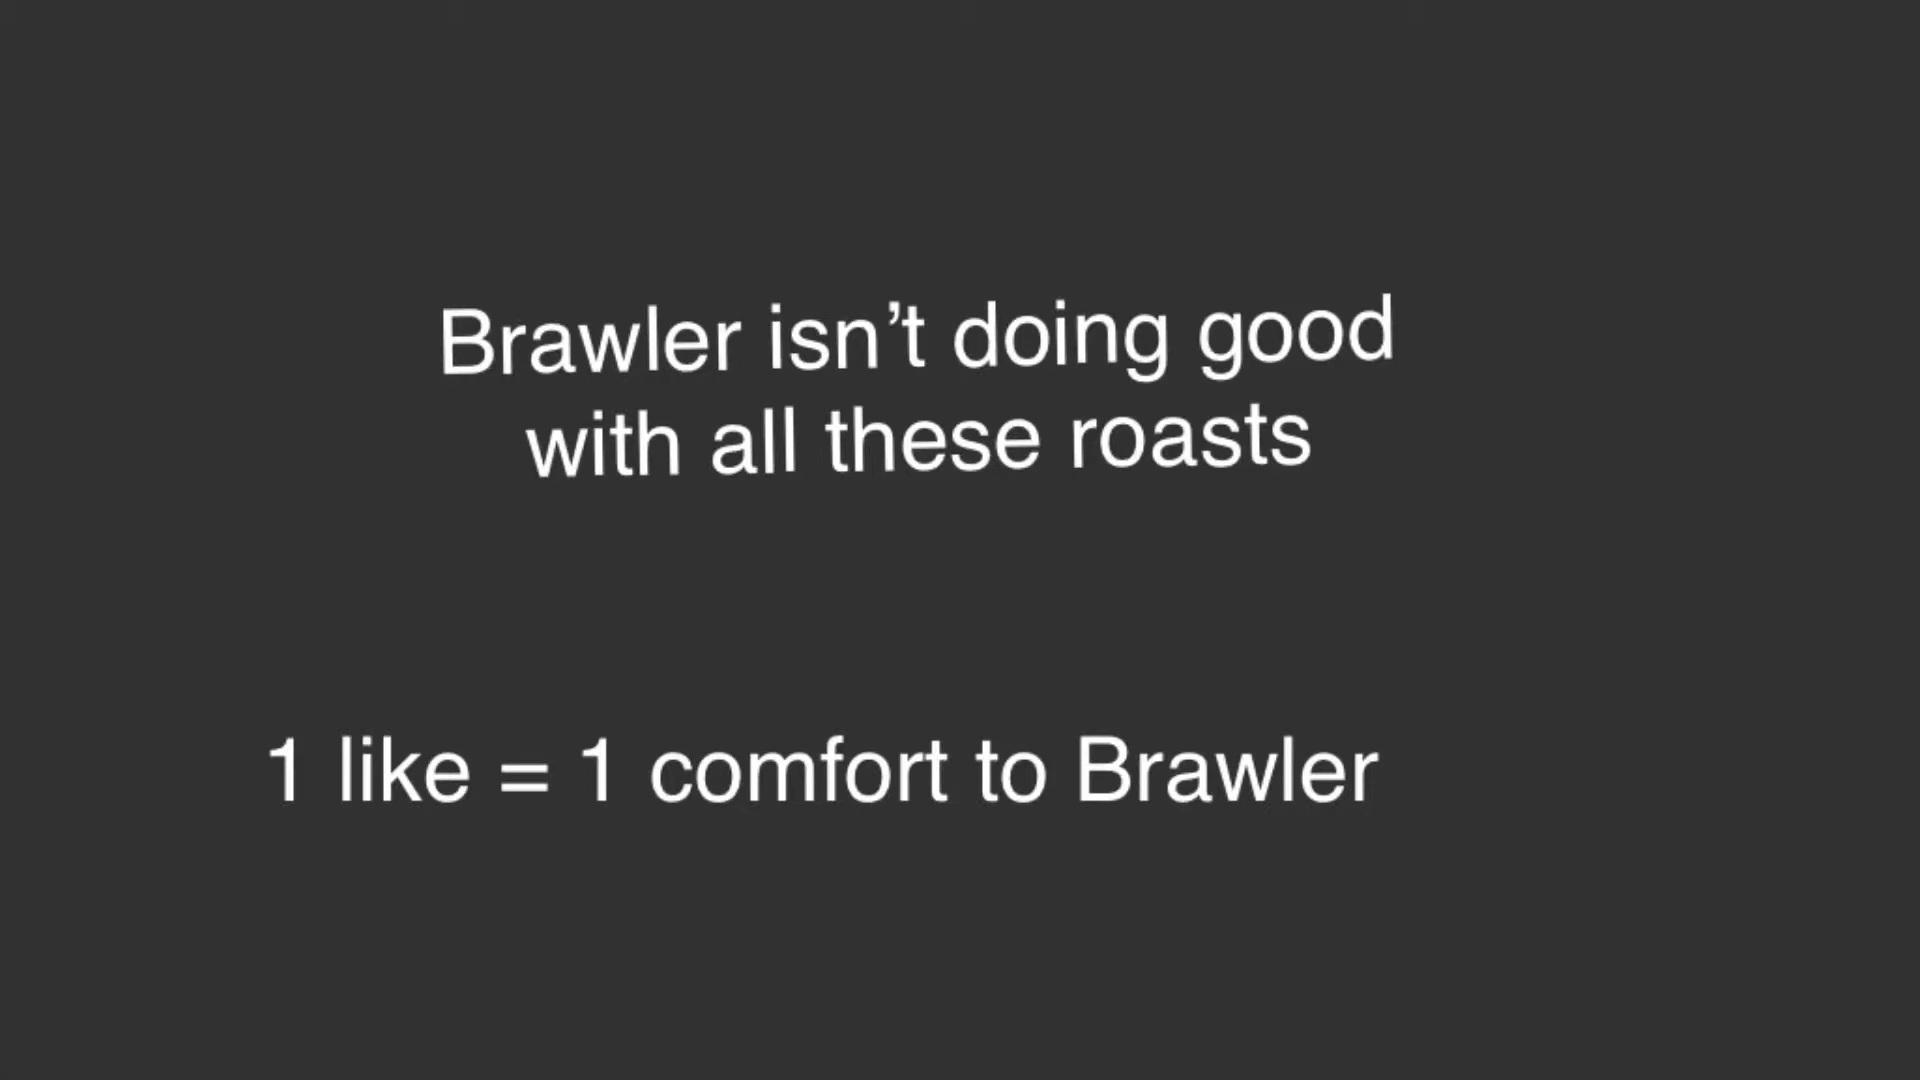 Brawler isn’t doing good
with all these roasts
1 like = 1 comfort to Brawler